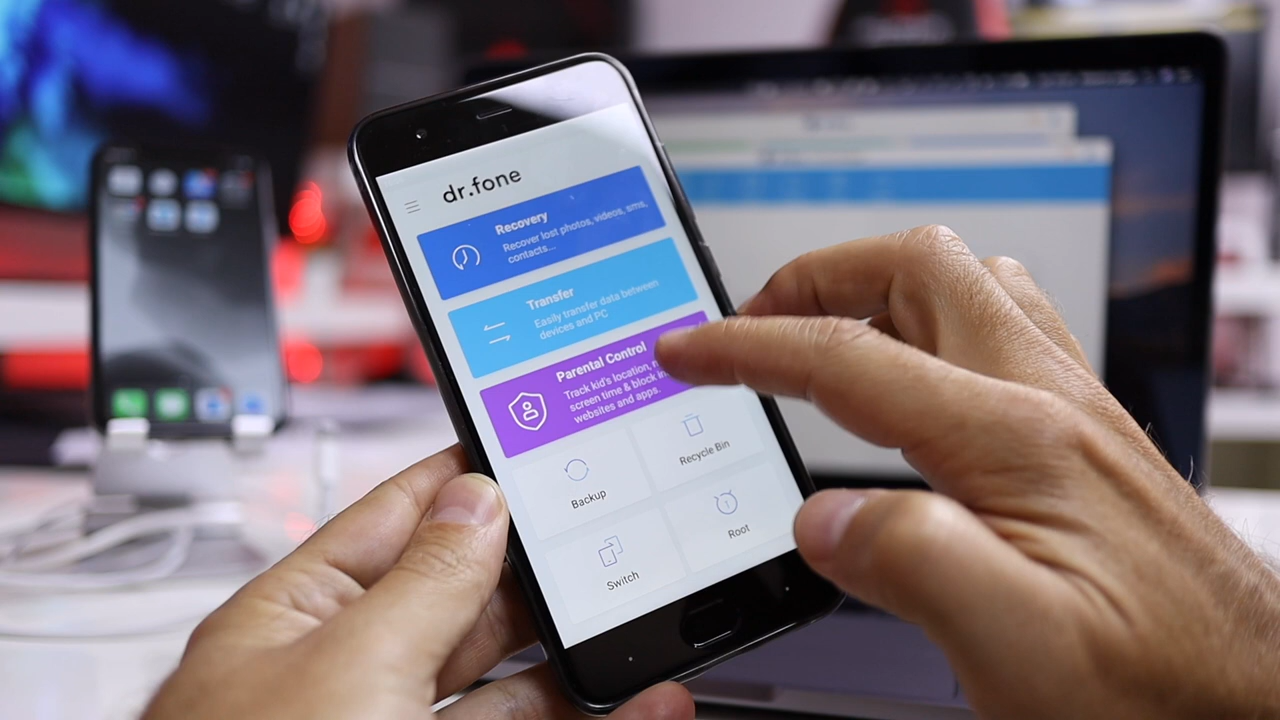 dr.fone
Recovery
Recover lost photos, videos, sms,
contacts...
Transfer
Easily transfer data between
devices and PC
Parental Control
Track kid's location,
screen time & block
websites and apps.
Backup
Recycle Bin
Switch
Root